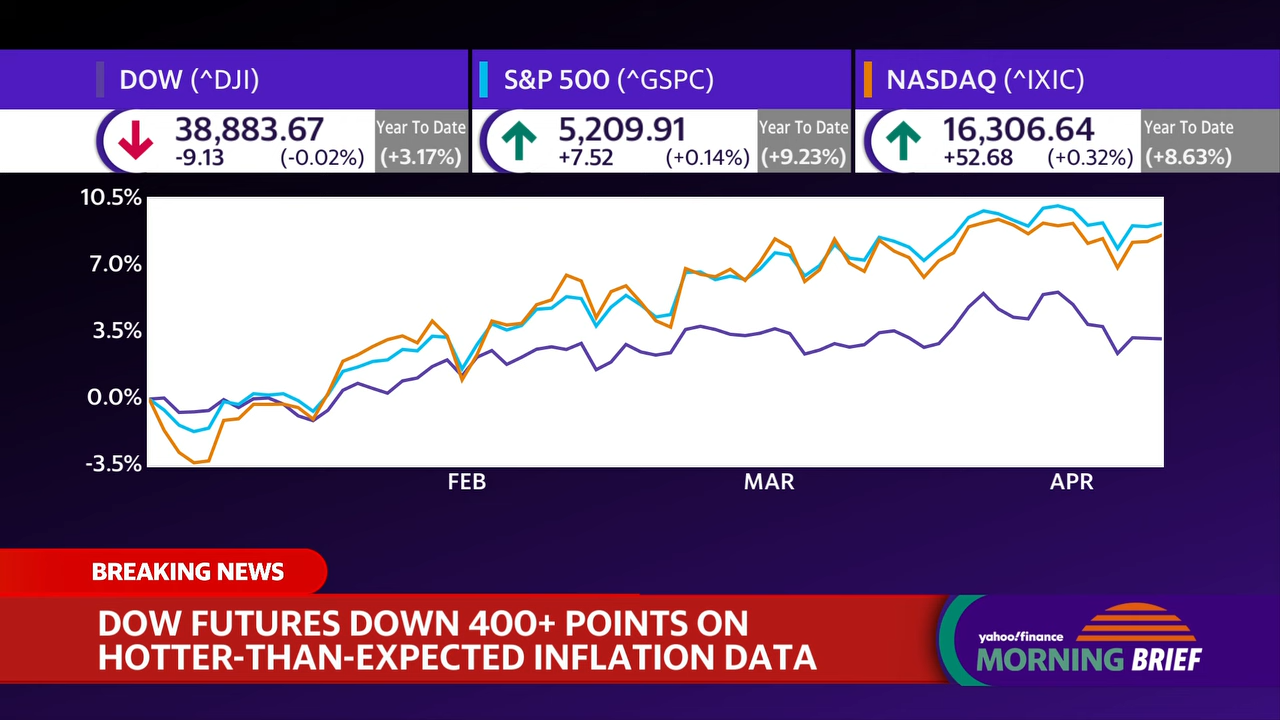 DOW (^DJI)
38,883.67
-9.13 (-0.02%)
Year To Date
(+3.17%)
S&P 500 (^GSPC)
5,209.91
+7.52 (+0.14%)
Year To Date
(+9.23%)
NASDAQ (^IXIC)
16,306.64
+52.68 (+0.32%)
Year To Date
(+8.63%)
10.5%
7.0%
3.5%
0.0%
-3.5%
FEB MAR APR
BREAKING NEWS
DOW FUTURES DOWN 400+ POINTS ON
HOTTER-THAN-EXPECTED INFLATION DATA
yahoo!finance
MORNING BRIEF